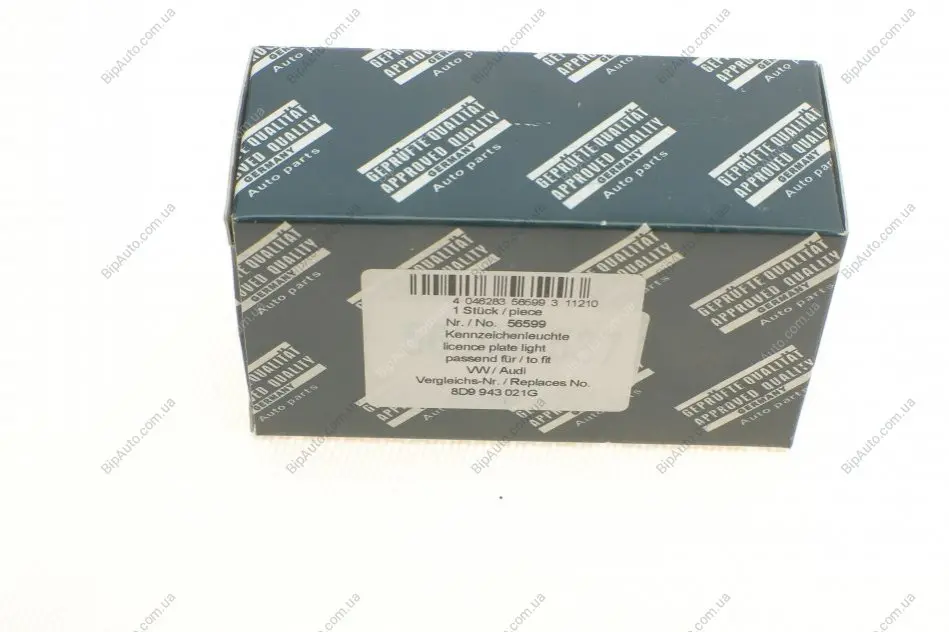 GEPRÜFTE QUALITÄT
APPROVED QUALITY
GERMANY
Auto parts
4 046283 56599 3 11210
1 Stück / piece
Nr. / No. 56599
Kennzeichenleuchte
licence plate light
passend für / to fit
VW / Audi
Vergleichs-Nr. / Replaces No.
8D9 943 021G
BipAuto.com.ua